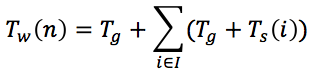 T_w(n) = T_g + ∑_{i∈I} (T_g + T_s(i))